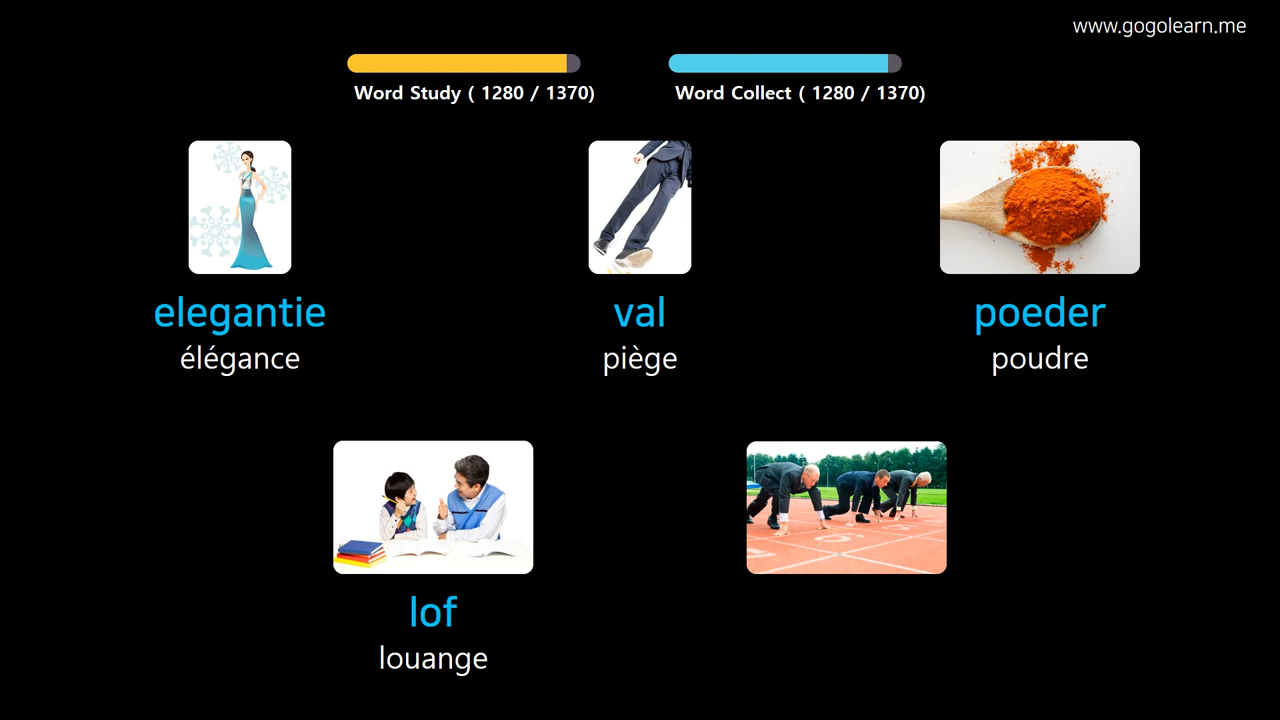 www.gogolearn.me
Word Study ( 1280 / 1370)
Word Collect ( 1280 / 1370)
elegantie
élégance
val
piège
poeder
poudre
lof
louange